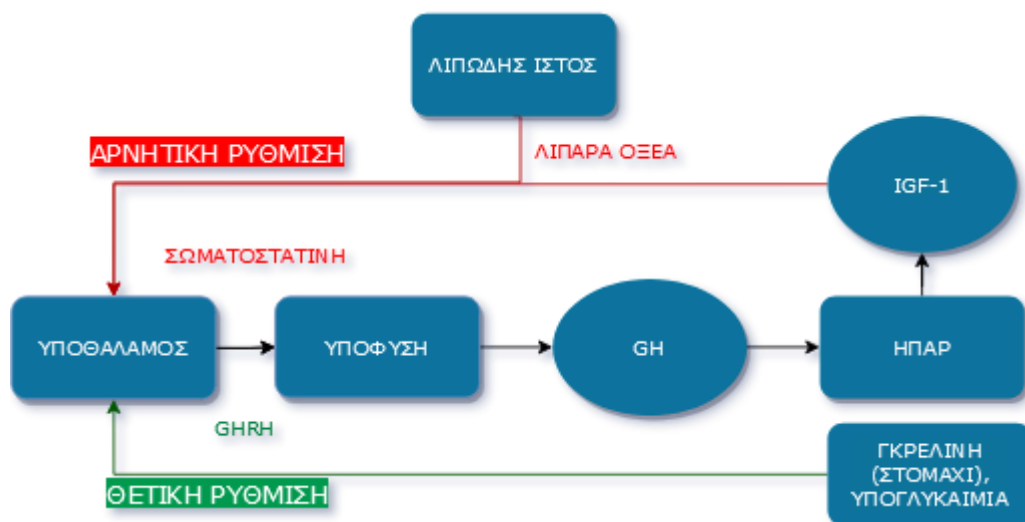 ΛΙΠΩΔΗΣ ΙΣΤΟΣ
ΑΡΝΗΤΙΚΗ ΡΥΘΜΙΣΗ
ΛΙΠΑΡΑ ΟΞΕΑ
IGF-1
ΣΩΜΑΤΟΣΤΑΤΙΝΗ
ΥΠΟΘΑΛΑΜΟΣ
ΥΠΟΦΥΣΗ
GH
ΗΠΑΡ
GHRH
ΓΚΡΕΛΙΝΗ
(ΣΤΟΜΑΧΙ),
ΥΠΟΓΛΥΚΑΙΜΙΑ
ΘΕΤΙΚΗ ΡΥΘΜΙΣΗ